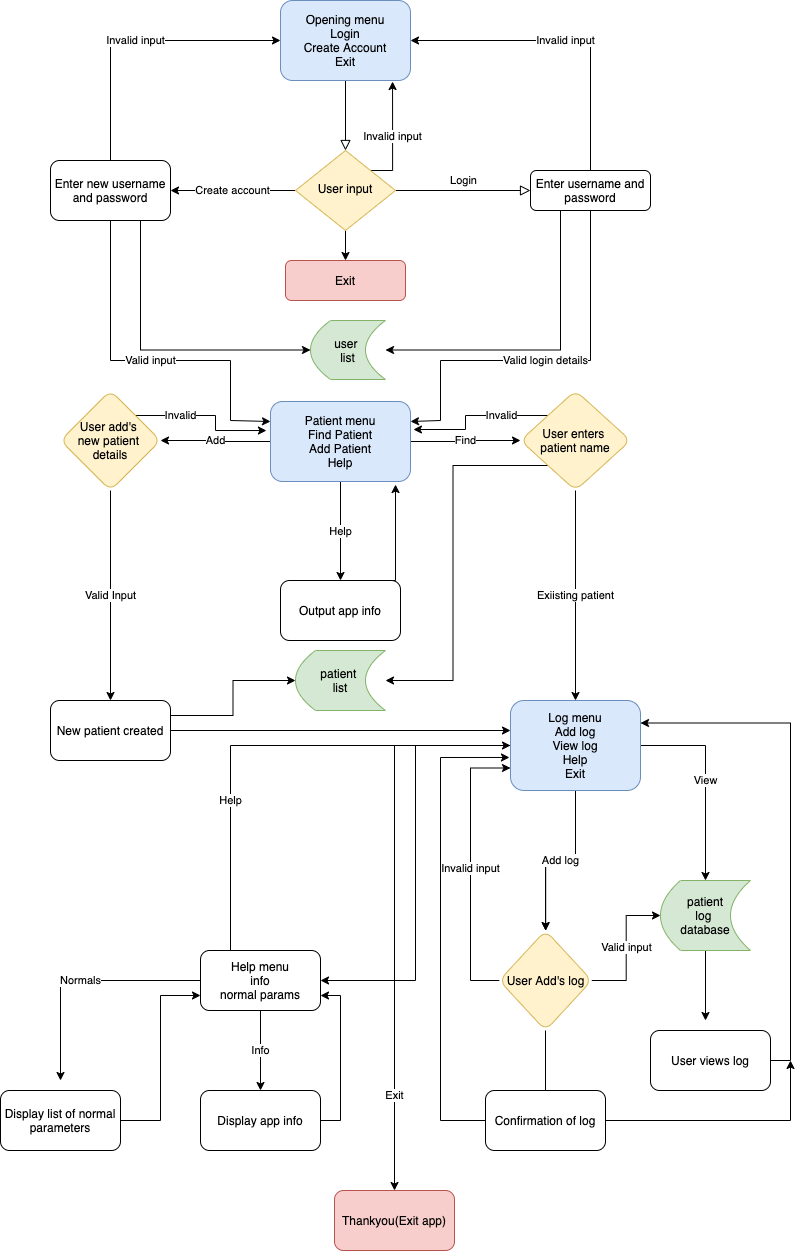 Opening menu
Login
Create Account
Exit
Invalid input
Invalid input
Invalid input
Enter new username
and password
Create account
User input
Login
Enter username and
password
Exit
user
list
Valid input
Valid login details
User add's
new patient
details
Invalid
Add
Patient menu
Find Patient
Add Patient
Help
Invalid
Find
User enters
patient name
Help
Valid Input
Output app info
Exiisting patient
patient
list
New patient created
Log menu
Add log
View log
Help
Exit
Help
View
Invalid input
Add log
patient
log
database
Valid input
User Add's log
Help menu
info
normal params
Normals
Info
User views log
Display list of normal
parameters
Display app info
Exit
Confirmation of log
Thankyou(Exit app)